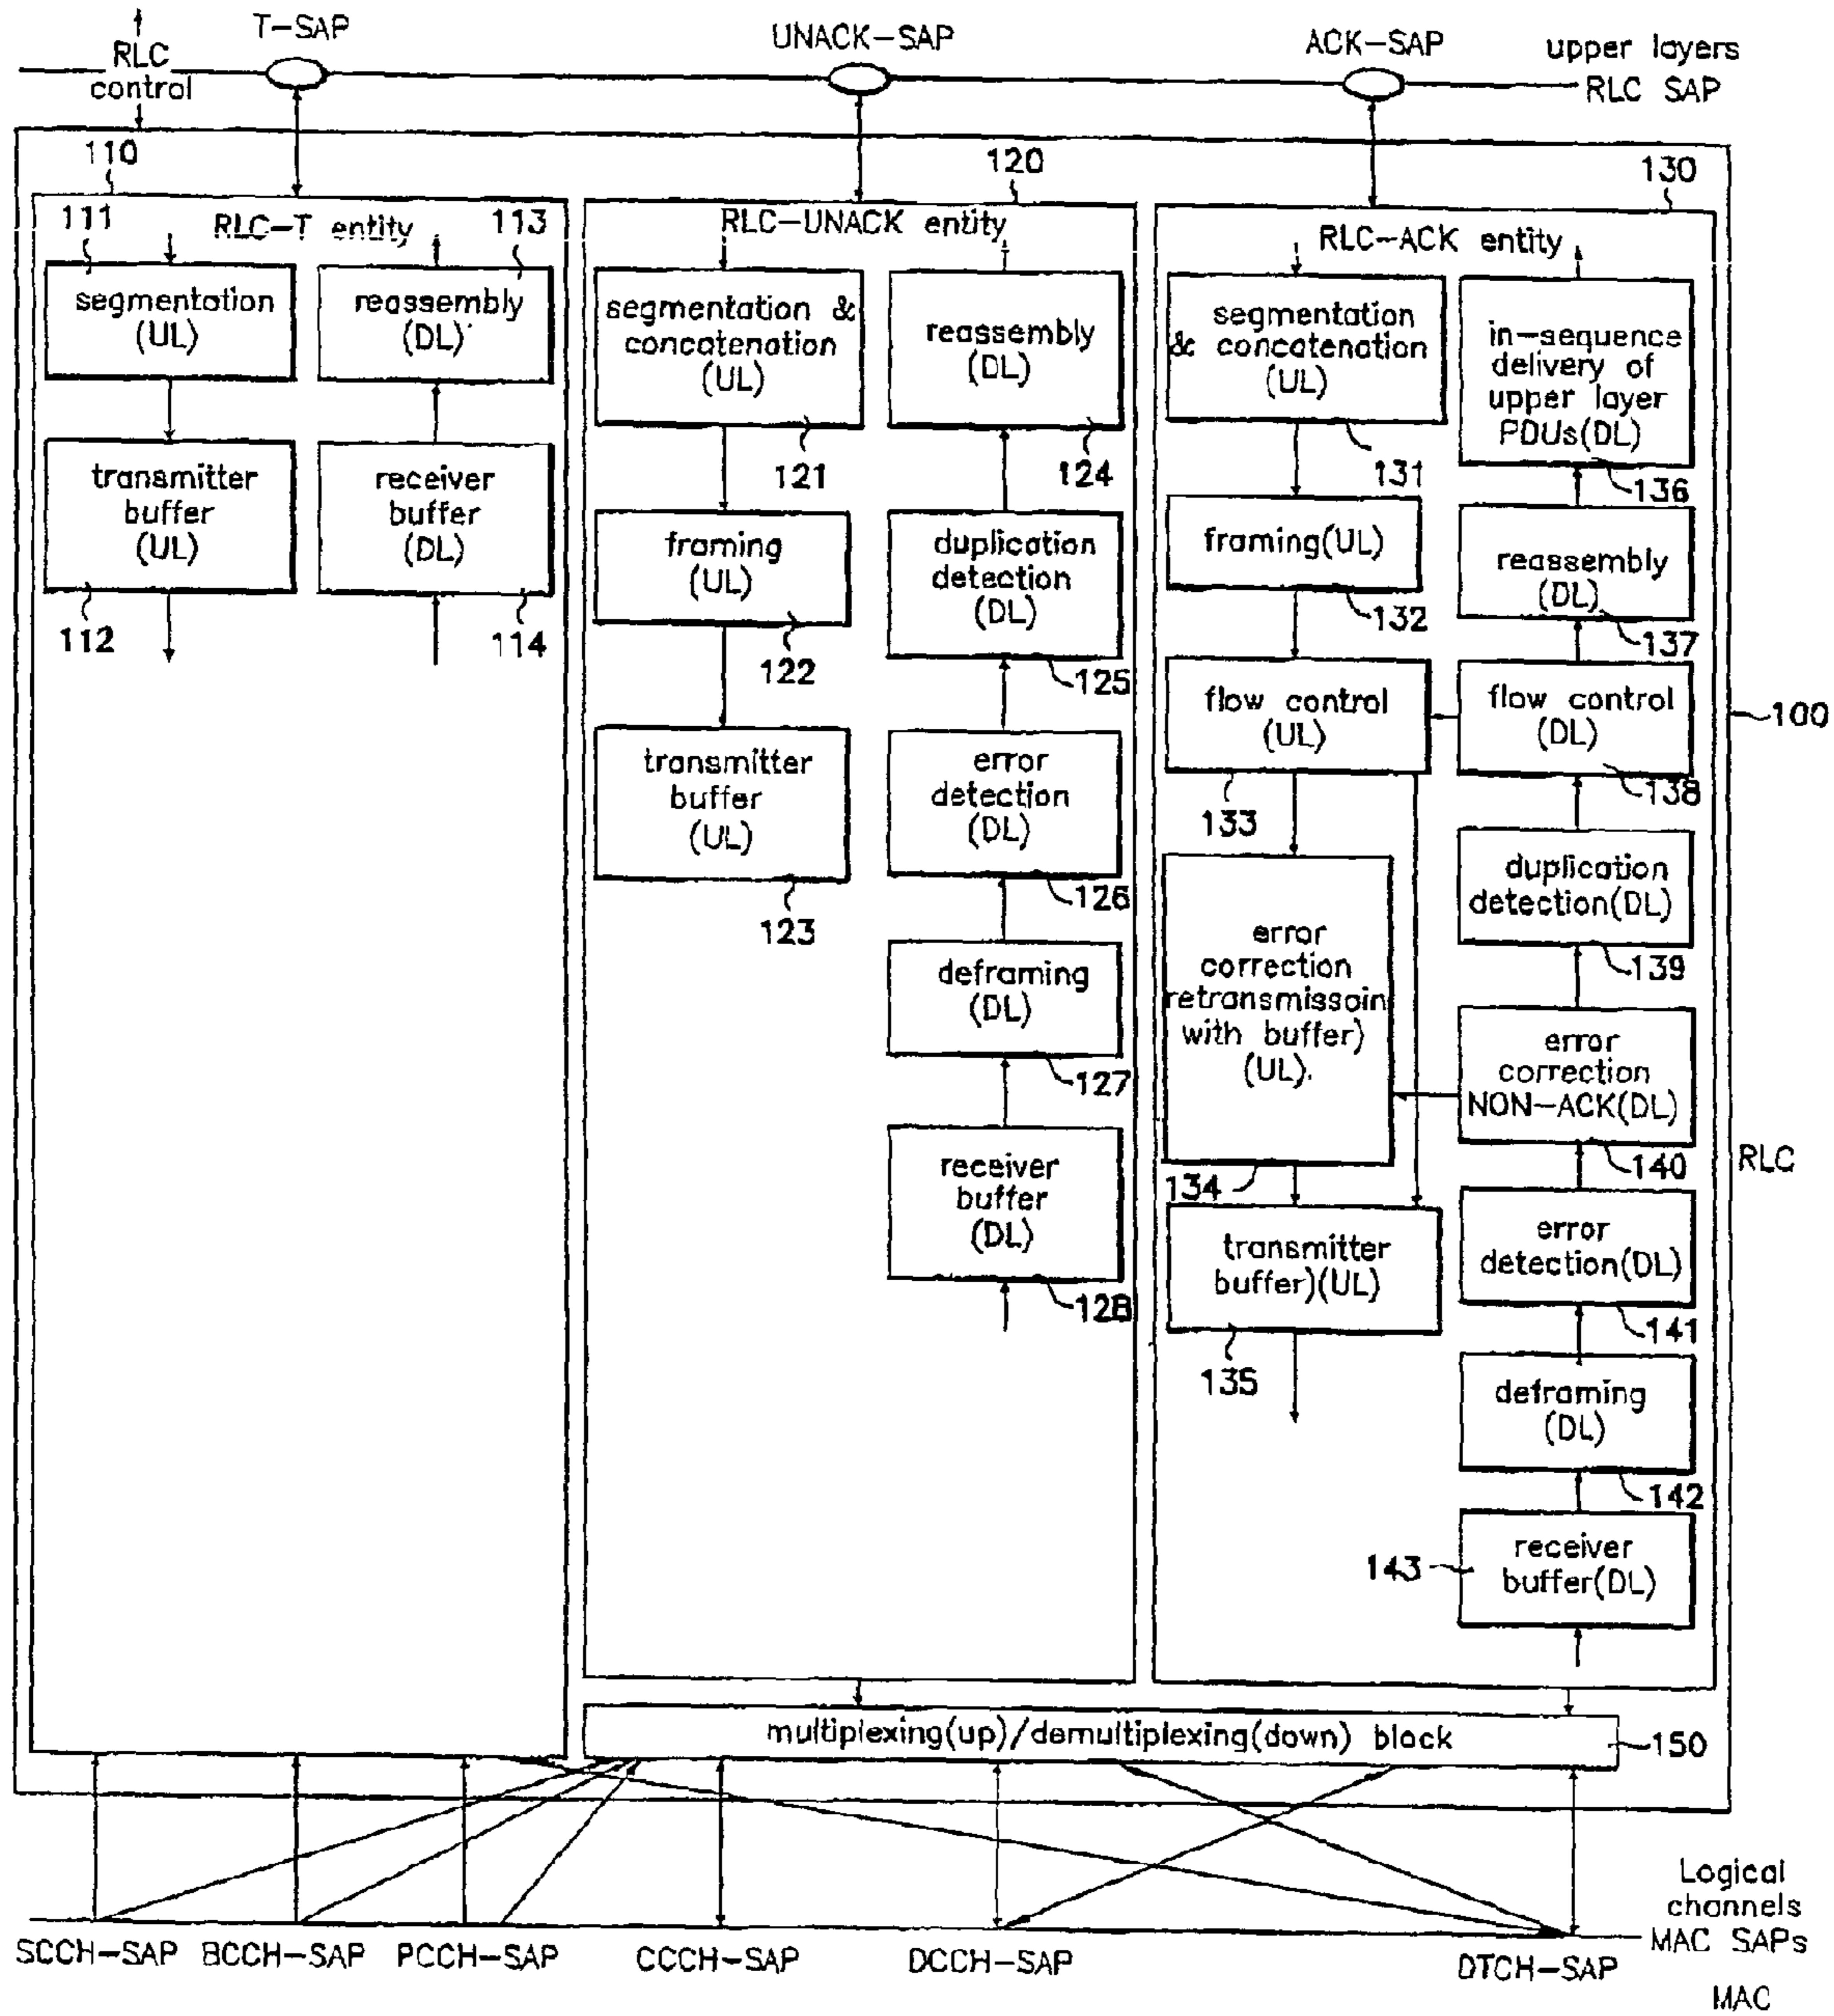 T-SAP
UNACK-SAP
ACK-SAP
upper layers
RLC control
RLC SAP
110
120
130
RLC-T entity
111
113
segmentation
(UL)
reassembly
(DL)
transmitter
buffer
(UL)
receiver
buffer
(DL)
112
114
RLC-UNACK entity
segmentation &
concatenation
(UL)
121
reassembly
(DL)
124
framing
(UL)
122
duplication
detection
(DL)
125
transmitter
buffer
(UL)
123
error
detection
(DL)
126
deframing
(DL)
127
receiver
buffer
(DL)
128
RLC-ACK entity
segmentation
& concatenation
(UL)
131
in-sequence
delivery of
upper layer
PDUs(DL)
136
framing(UL)
132
reassembly
(DL)
137
flow control
(UL)
133
flow control
(DL)
138
100
duplication
detection(DL)
139
error
correction
retransmissoin
with buffer)
(UL).
134
error
correction
NON-ACK(DL)
140
RLC
transmitter
buffer)(UL)
135
error
detection(DL)
141
deframing
(DL)
142
143
receiver
buffer(DL)
multiplexing(up)/demultiplexing(down) block
150
Logical
channels
MAC SAPs
SCCH-SAP
BCCH-SAP
PCCH-SAP
CCCH-SAP
DCCH-SAP
DTCH-SAP
MAC